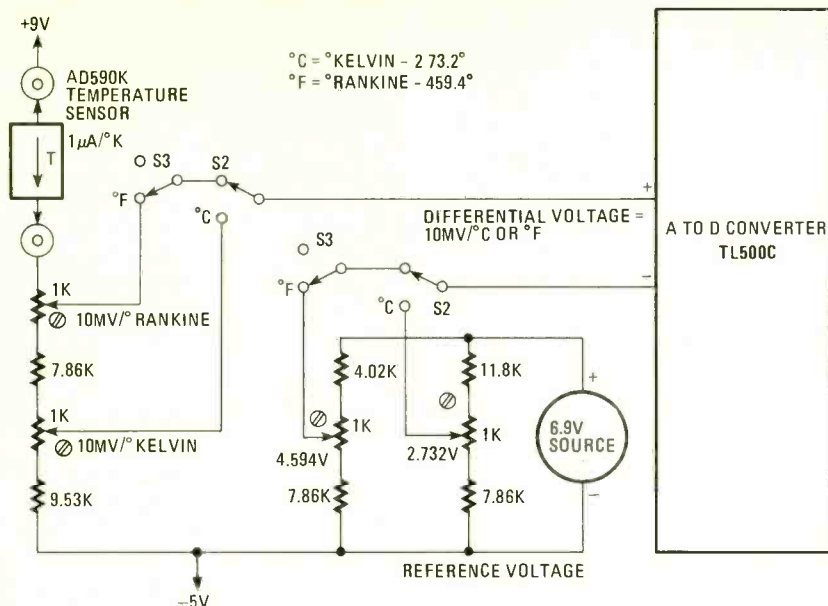 +9V
AD590K
TEMPERATURE
SENSOR
1μA/°K
T
°C = °KELVIN – 273.2°
°F = °RANKINE – 459.4°
S3
S2
°F
°C
S3
°F
S2
°C
DIFFERENTIAL VOLTAGE =
10MV/°C OR °F
+
–
A TO D CONVERTER
TL500C
1K
10MV/°RANKINE
7.86K
1K
10MV/°KELVIN
9.53K
4.02K
11.8K
1K
1K
4.594V
2.732V
7.86K
7.86K
+
6.9V
SOURCE
–
REFERENCE VOLTAGE
–5V